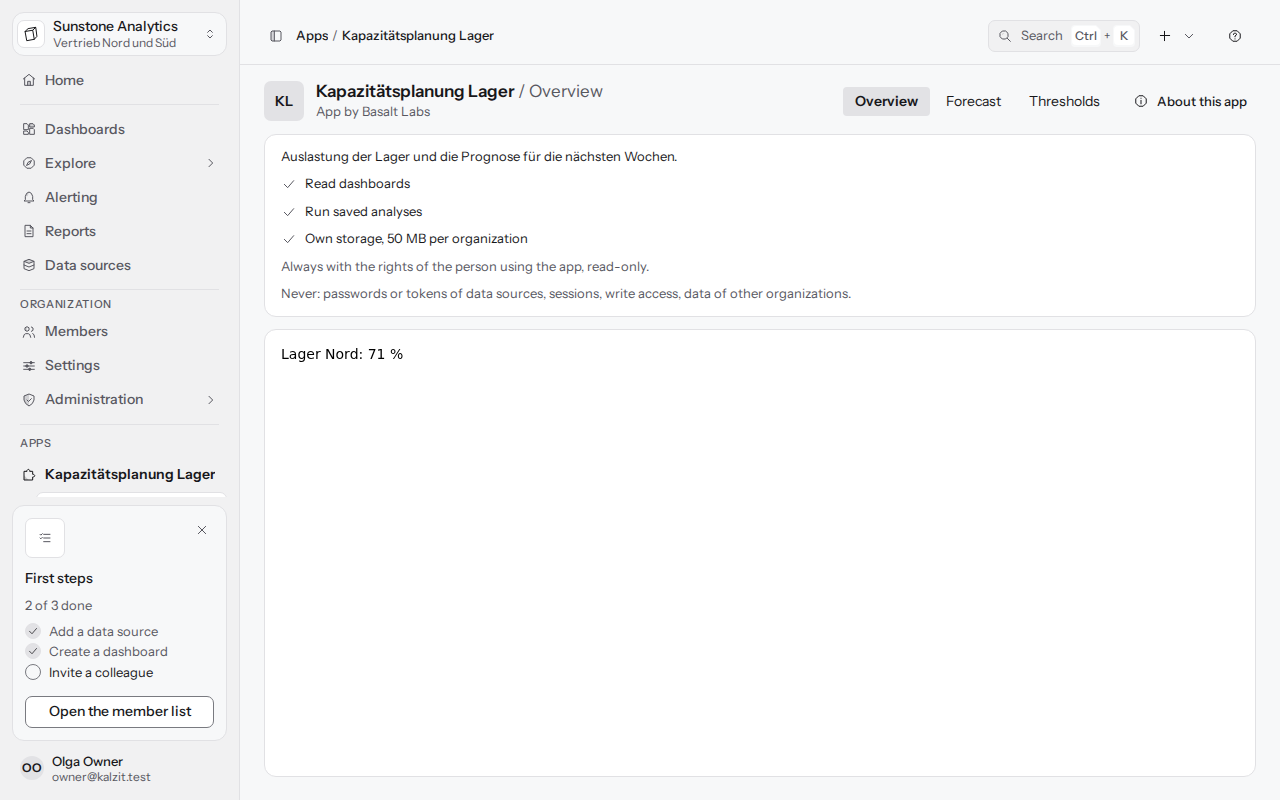 Sunstone Analytics
Vertrieb Nord und Süd
Home
Dashboards
Explore
Alerting
Reports
Data sources
ORGANIZATION
Members
Settings
Administration
APPS
Kapazitätsplanung Lager
First steps
2 of 3 done
Add a data source
Create a dashboard
Invite a colleague
Open the member list
OO
Olga Owner
owner@kalzit.test
Apps / Kapazitätsplanung Lager
Search Ctrl + K
KL
Kapazitätsplanung Lager / Overview
App by Basalt Labs
Overview
Forecast
Thresholds
About this app
Auslastung der Lager und die Prognose für die nächsten Wochen.
Read dashboards
Run saved analyses
Own storage, 50 MB per organization
Always with the rights of the person using the app, read-only.
Never: passwords or tokens of data sources, sessions, write access, data of other organizations.
Lager Nord: 71 %